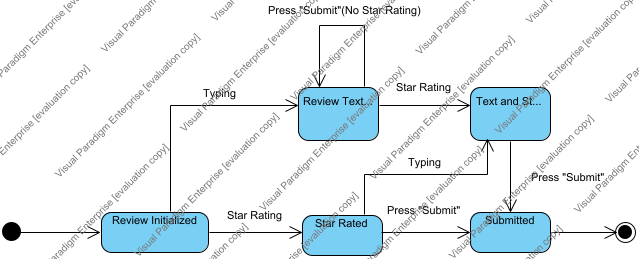 Press "Submit"(No Star Rating)
Typing
Review Text...
Star Rating
Text and St...
Typing
Press "Submit"
Review Initialized
Star Rating
Star Rated
Press "Submit"
Submitted
Visual Paradigm Enterprise [evaluation copy]